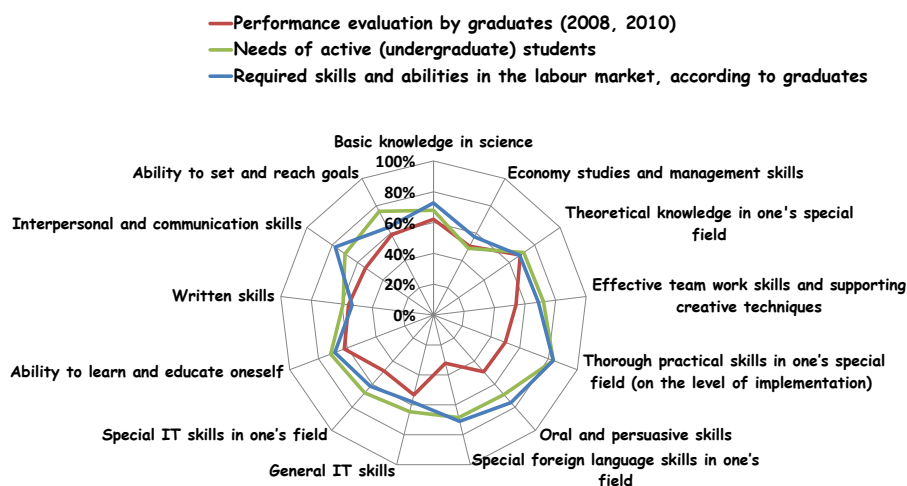 Performance evaluation by graduates (2008, 2010)
Needs of active (undergraduate) students
Required skills and abilities in the labour market, according to graduates
Basic knowledge in science
Economy studies and management skills
Theoretical knowledge in one's special
field
Effective team work skills and supporting
creative techniques
Thorough practical skills in one’s special
field (on the level of implementation)
Oral and persuasive skills
Special foreign language skills in one’s
field
General IT skills
Special IT skills in one’s field
Ability to learn and educate oneself
Written skills
Interpersonal and communication skills
Ability to set and reach goals
100%
80%
60%
40%
20%
0%